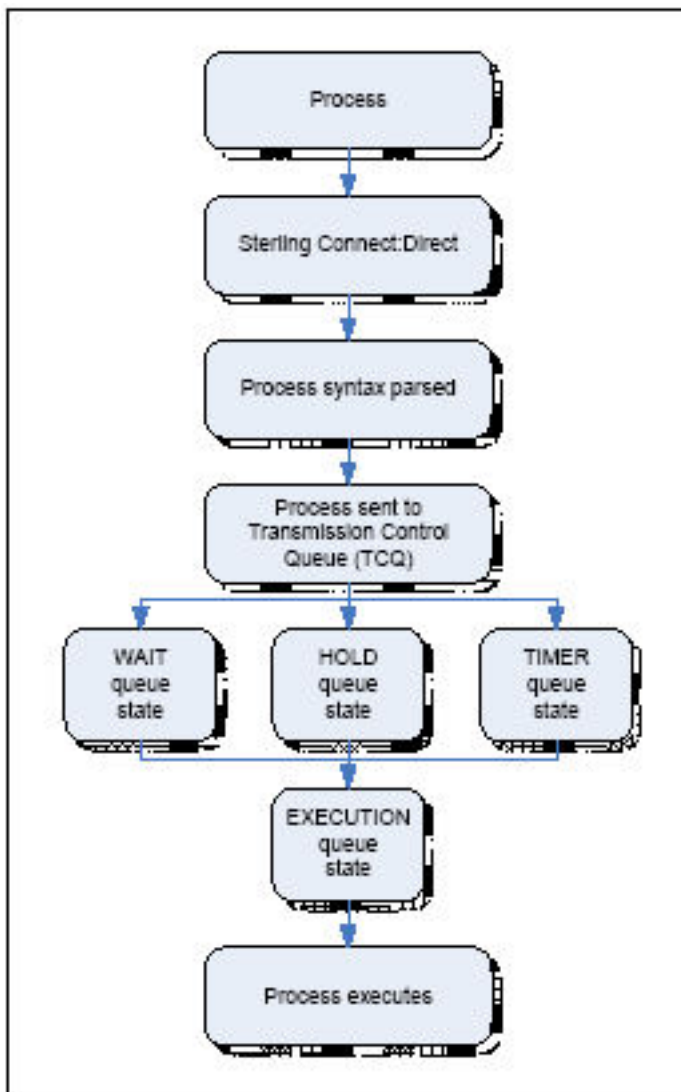 Process
Sterling Connect:Direct
Process syntax parsed
Process sent to
Transmission Control
Queue (TCQ)
WAIT
queue
state
HOLD
queue
state
TIMER
queue
state
EXECUTION
queue
state
Process executes